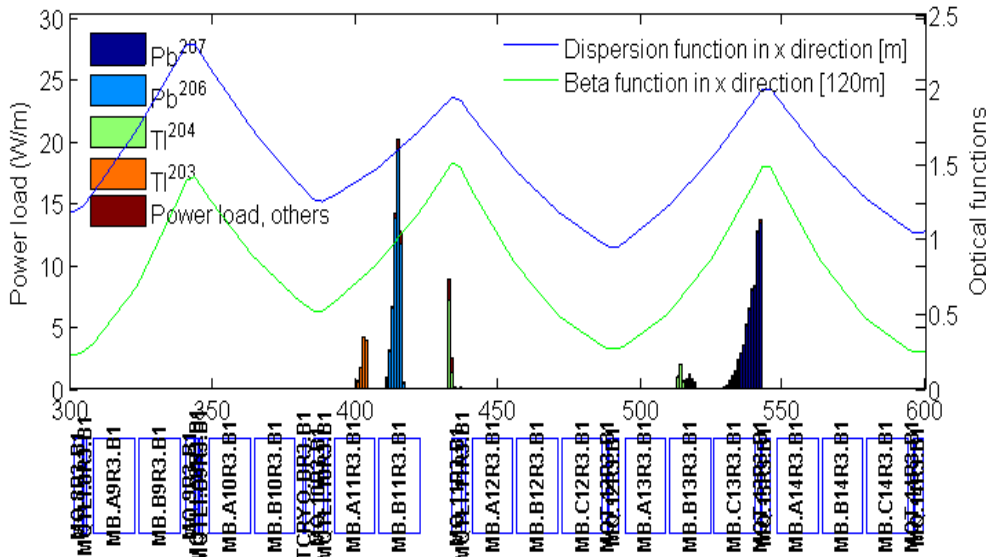 30
25
20
15
10
5
0
Power load (W/m)
Pb207
Pb206
Tl204
Tl203
Power load, others
Dispersion function in x direction [m]
Beta function in x direction [120m]
2.5
2
1.5
1
0.5
0
Optical functions
300
350
400
450
500
550
600
MB.A9R3.B1
MB.B9R3.B1
MB.A10R3.B1
MB.B10R3.B1
MB.A11R3.B1
MB.B11R3.B1
MB.A12R3.B1
MB.B12R3.B1
MB.C12R3.B1
MB.A13R3.B1
MB.B13R3.B1
MB.C13R3.B1
MB.A14R3.B1
MB.B14R3.B1
MB.C14R3.B1